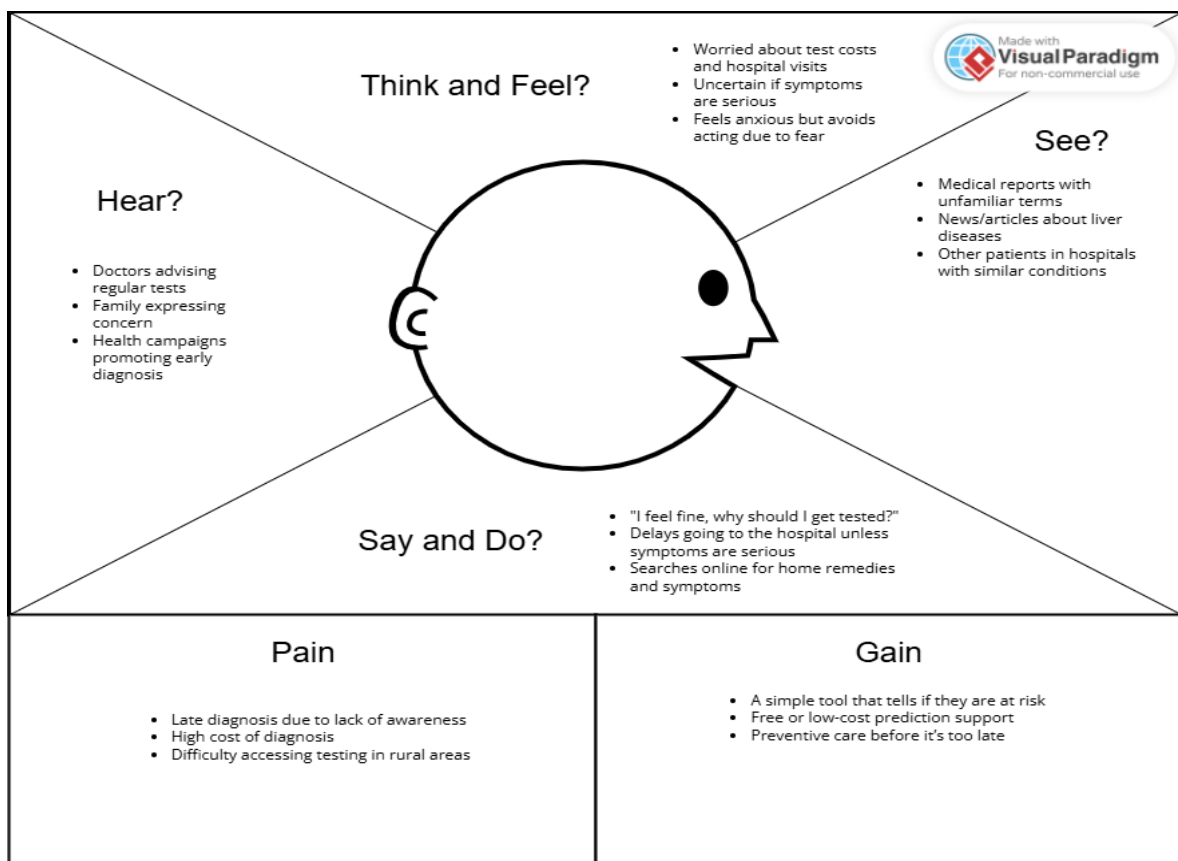 Made with
Visual Paradigm
For non-commercial use
Think and Feel?
• Worried about test costs
and hospital visits
• Uncertain if symptoms
are serious
• Feels anxious but avoids
acting due to fear
See?
• Medical reports with
unfamiliar terms
• News/articles about liver
diseases
• Other patients in hospitals
with similar conditions
Hear?
• Doctors advising
regular tests
• Family expressing
concern
• Health campaigns
promoting early
diagnosis
Say and Do?
• "I feel fine, why should I get tested?"
• Delays going to the hospital unless
symptoms are serious
• Searches online for home remedies
and symptoms
Pain
• Late diagnosis due to lack of awareness
• High cost of diagnosis
• Difficulty accessing testing in rural areas
Gain
• A simple tool that tells if they are at risk
• Free or low-cost prediction support
• Preventive care before it’s too late